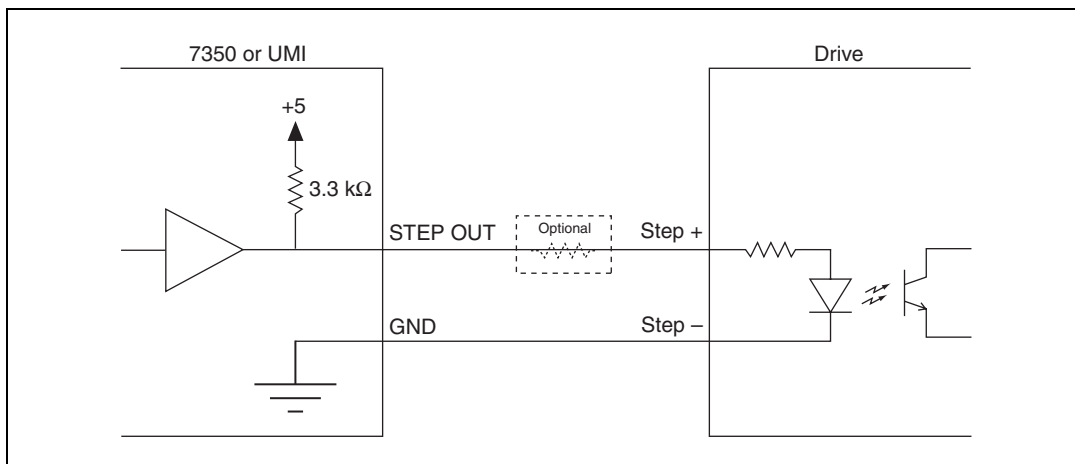 7350 or UMI
Drive
+5
3.3 kΩ
STEP OUT
Optional
Step +
GND
Step –